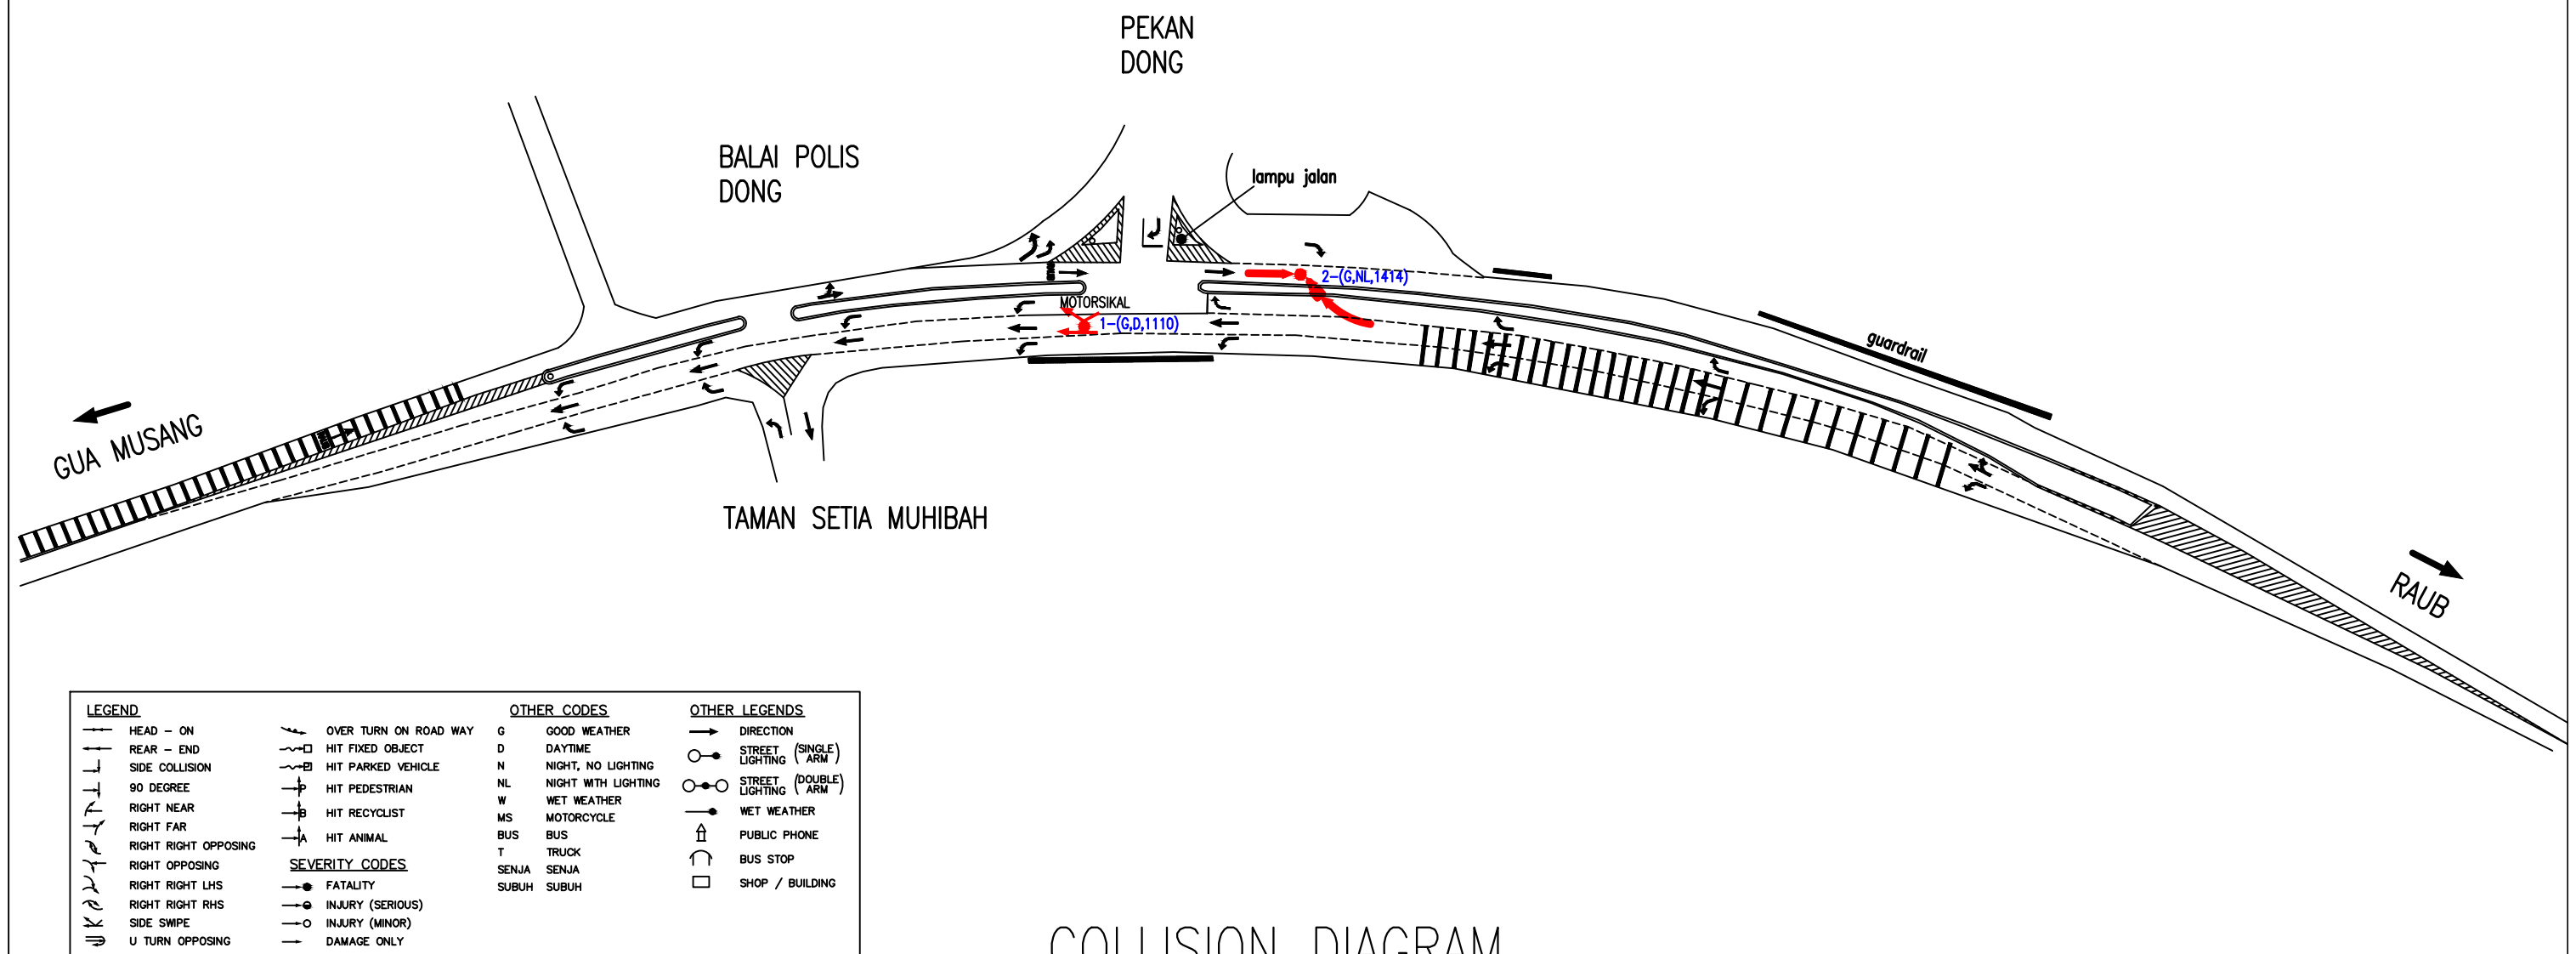 PEKAN
DONG
BALAI POLIS
DONG
lampu jalan
2-(G,NL,1414)
MOTORSIKAL
1-(G,D,1110)
guardrail
GUA MUSANG
TAMAN SETIA MUHIBAH
RAUB
LEGEND
HEAD - ON
REAR - END
SIDE COLLISION
90 DEGREE
RIGHT NEAR
RIGHT FAR
RIGHT RIGHT OPPOSING
RIGHT OPPOSING
RIGHT RIGHT LHS
RIGHT RIGHT RHS
SIDE SWIPE
U TURN OPPOSING
OVER TURN ON ROAD WAY
HIT FIXED OBJECT
HIT PARKED VEHICLE
P HIT PEDESTRIAN
B HIT RECYCLIST
A HIT ANIMAL
SEVERITY CODES
FATALITY
INJURY (SERIOUS)
INJURY (MINOR)
DAMAGE ONLY
OTHER CODES
G GOOD WEATHER
D DAYTIME
N NIGHT, NO LIGHTING
NL NIGHT WITH LIGHTING
W WET WEATHER
MS MOTORCYCLE
BUS BUS
T TRUCK
SENJA SENJA
SUBUH SUBUH
OTHER LEGENDS
DIRECTION
STREET LIGHTING (SINGLE ARM)
STREET LIGHTING (DOUBLE ARM)
WET WEATHER
PUBLIC PHONE
BUS STOP
SHOP / BUILDING
COLLISION DIAGRAM